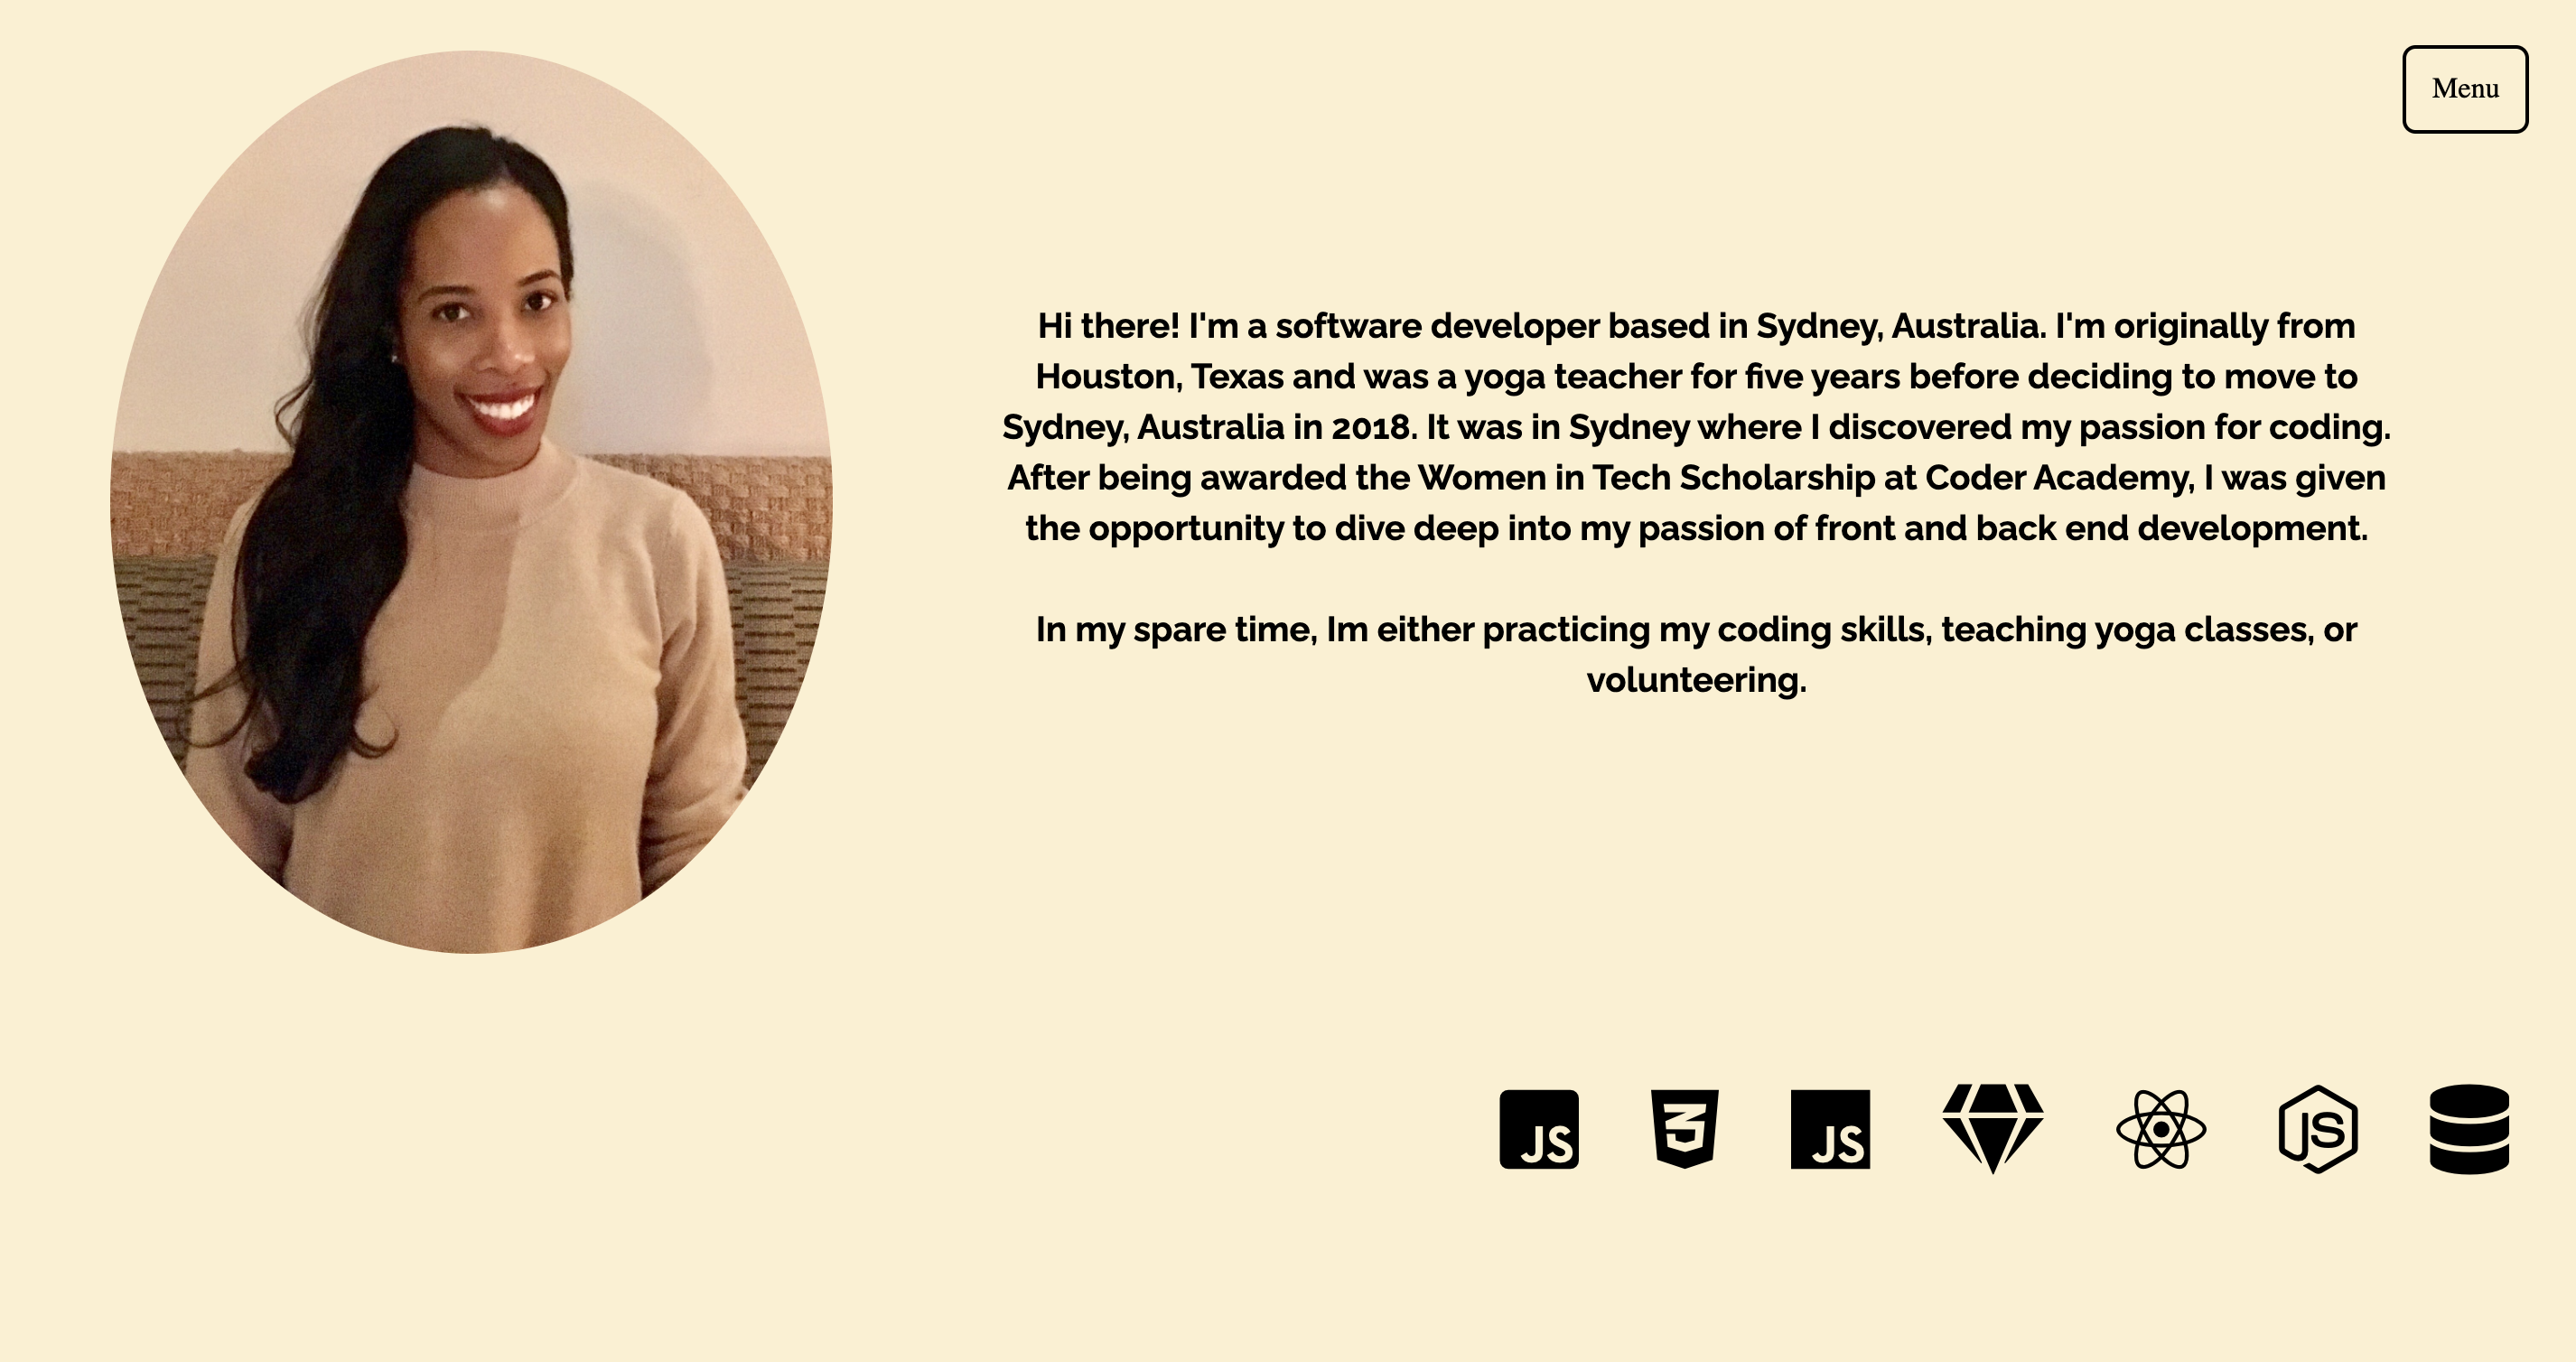 Menu
Hi there! I'm a software developer based in Sydney, Australia. I'm originally from
Houston, Texas and was a yoga teacher for five years before deciding to move to
Sydney, Australia in 2018. It was in Sydney where I discovered my passion for coding.
After being awarded the Women in Tech Scholarship at Coder Academy, I was given
the opportunity to dive deep into my passion of front and back end development.
In my spare time, Im either practicing my coding skills, teaching yoga classes, or
volunteering.
JS 3 JS JS